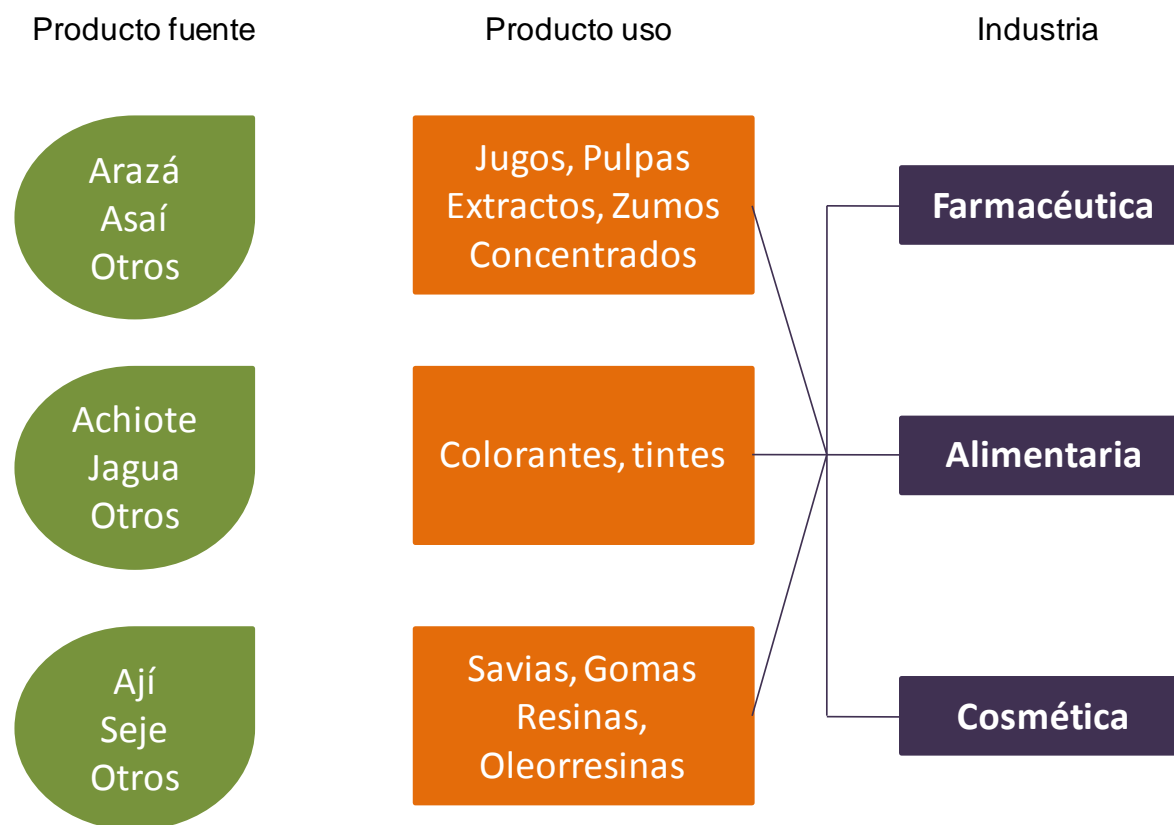 Producto fuente
Producto uso
Industria
Arazá
Asaí
Otros
Jugos, Pulpas
Extractos, Zumos
Concentrados
Farmacéutica
Achiote
Jagua
Otros
Colorantes, tintes
Alimentaria
Ají
Seje
Otros
Savias, Gomas
Resinas,
Oleorresinas
Cosmética